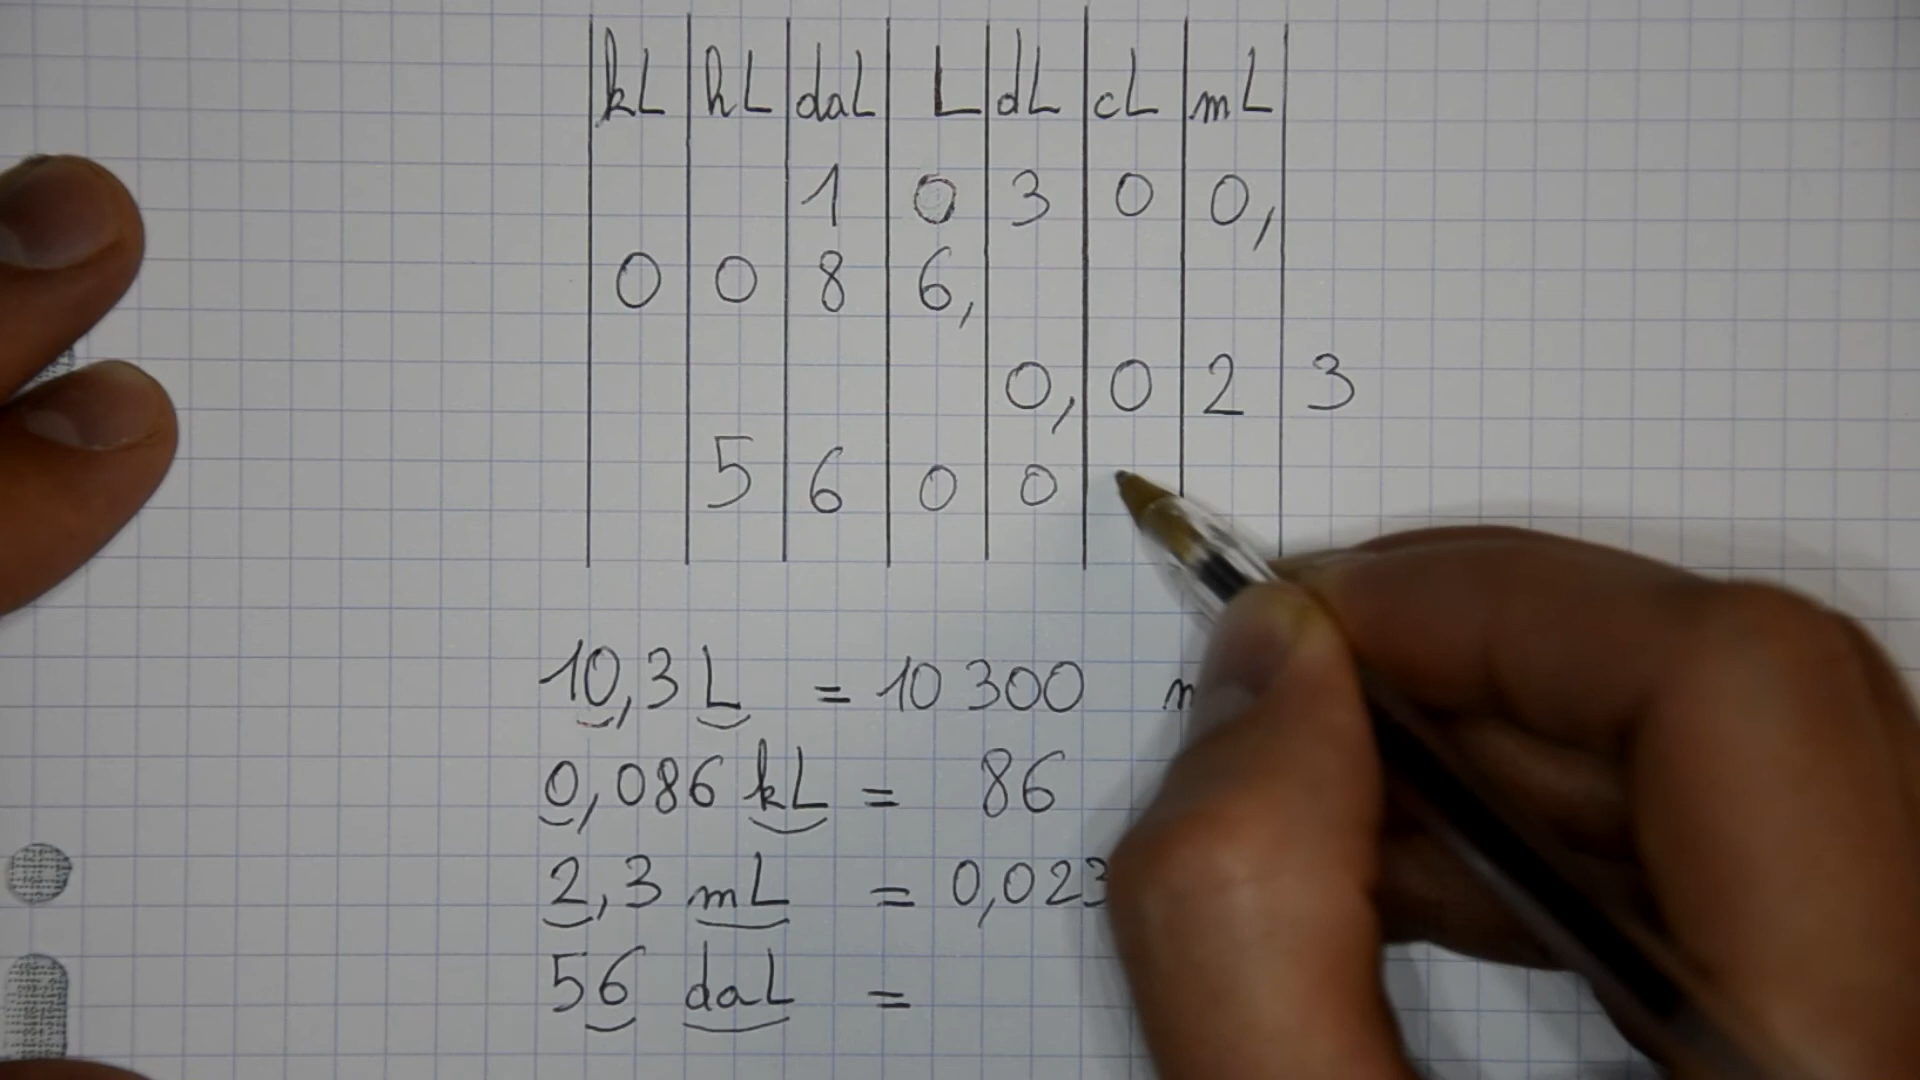 kL hL daL L dL cL mL
1 0 3 0 0,
0 0 8 6,
0, 0 2 3
5 6 0 0
10,3 L = 10 300
0,086 kL = 86
2,3 mL = 0,023
56 daL =